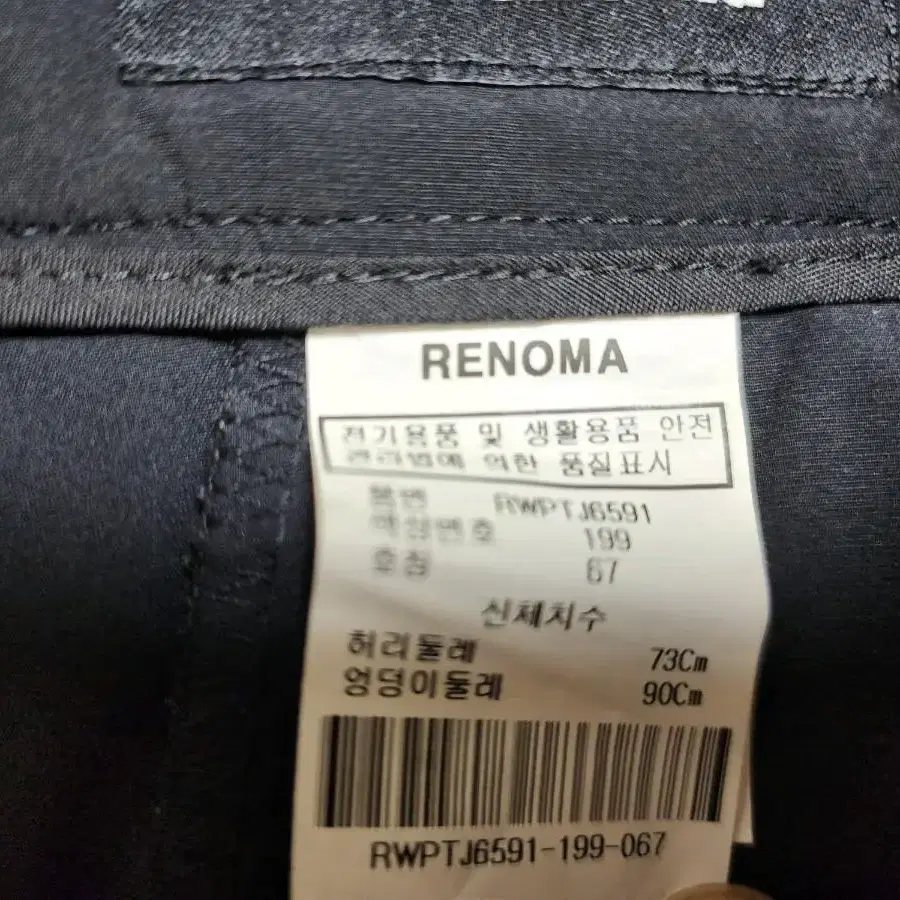 RENOMA
전기용품 및 생활용품 안전
관리법에 의한 품질표시
품번 RWPTJ6591
색상번호 199
호칭 67
신체치수
허리둘레 73Cm
엉덩이둘레 90Cm
RWPTJ6591-199-067